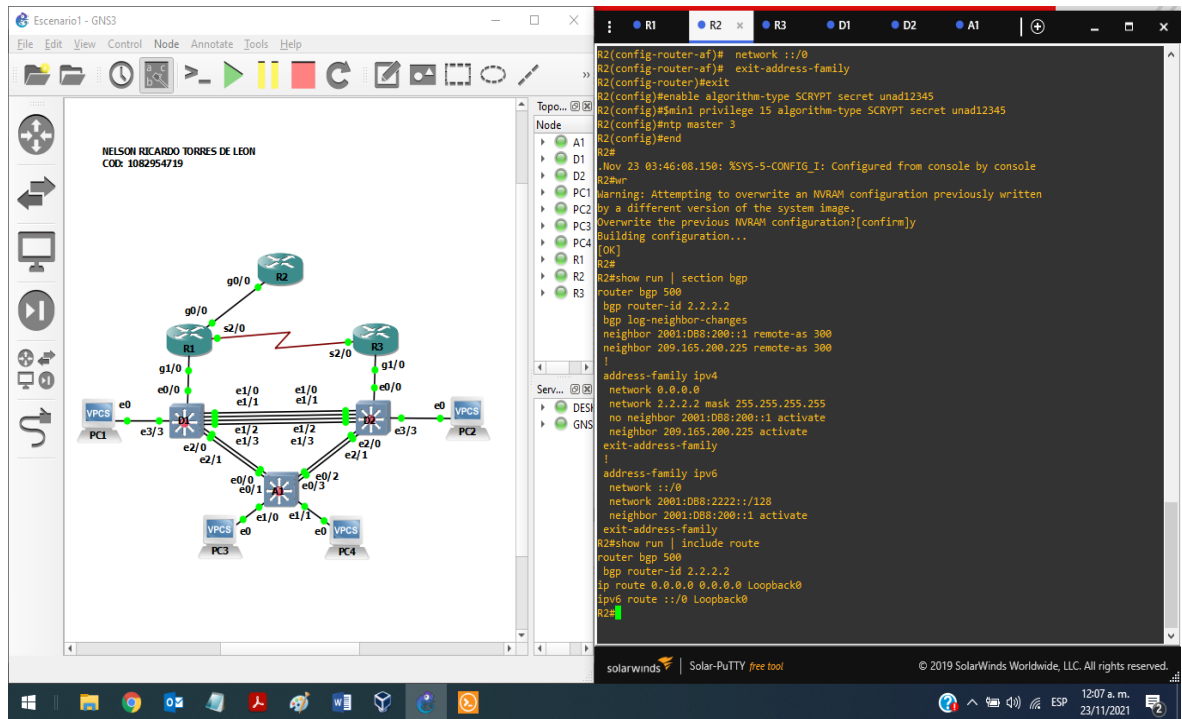 Escenario1 - GNS3
File Edit View Control Node Annotate Tools Help
NELSON RICARDO TORRES DE LEON
COD: 1082954719
R2
g0/0
g0/0
s2/0
R1
s2/0
R3
g1/0
g1/0
e0/0
e1/0
e1/0
e0/0
e1/1
e1/1
VPCS
e0
D1
D2
e0
VPCS
PC1
e3/3
e1/2
e1/2
e3/3
PC2
e1/3
e1/3
e2/0
e2/0
e2/1
e2/1
e0/0
e0/2
e0/1
A1
e0/3
e1/0
e1/1
VPCS
e0
e0
VPCS
PC3
PC4
Topo...
Node
A1
D1
D2
PC1
PC2
PC3
PC4
R1
R2
R3
Serv...
DESK
GNS
R1
R2
R3
D1
D2
A1
R2(config-router-af)#  network ::/0
R2(config-router-af)#  exit-address-family
R2(config-router)#exit
R2(config)#enable algorithm-type SCRYPT secret unad12345
R2(config)#$min1 privilege 15 algorithm-type SCRYPT secret unad12345
R2(config)#ntp master 3
R2(config)#end
R2#
.Nov 23 03:46:08.150: %SYS-5-CONFIG_I: Configured from console by console
R2#wr
Warning: Attempting to overwrite an NVRAM configuration previously written
by a different version of the system image.
Overwrite the previous NVRAM configuration?[confirm]y
Building configuration...
[OK]
R2#
R2#show run | section bgp
router bgp 500
 bgp router-id 2.2.2.2
 bgp log-neighbor-changes
 neighbor 2001:DB8:200::1 remote-as 300
 neighbor 209.165.200.225 remote-as 300
 !
 address-family ipv4
  network 0.0.0.0
  network 2.2.2.2 mask 255.255.255.255
  no neighbor 2001:DB8:200::1 activate
  neighbor 209.165.200.225 activate
 exit-address-family
 !
 address-family ipv6
  network ::/0
  network 2001:DB8:2222::/128
  neighbor 2001:DB8:200::1 activate
 exit-address-family
R2#show run | include route
router bgp 500
 bgp router-id 2.2.2.2
ip route 0.0.0.0 0.0.0.0 Loopback0
ipv6 route ::/0 Loopback0
R2#
solarwinds Solar-PuTTY free tool © 2019 SolarWinds Worldwide, LLC. All rights reserved.
ESP
12:07 a. m.
23/11/2021
2